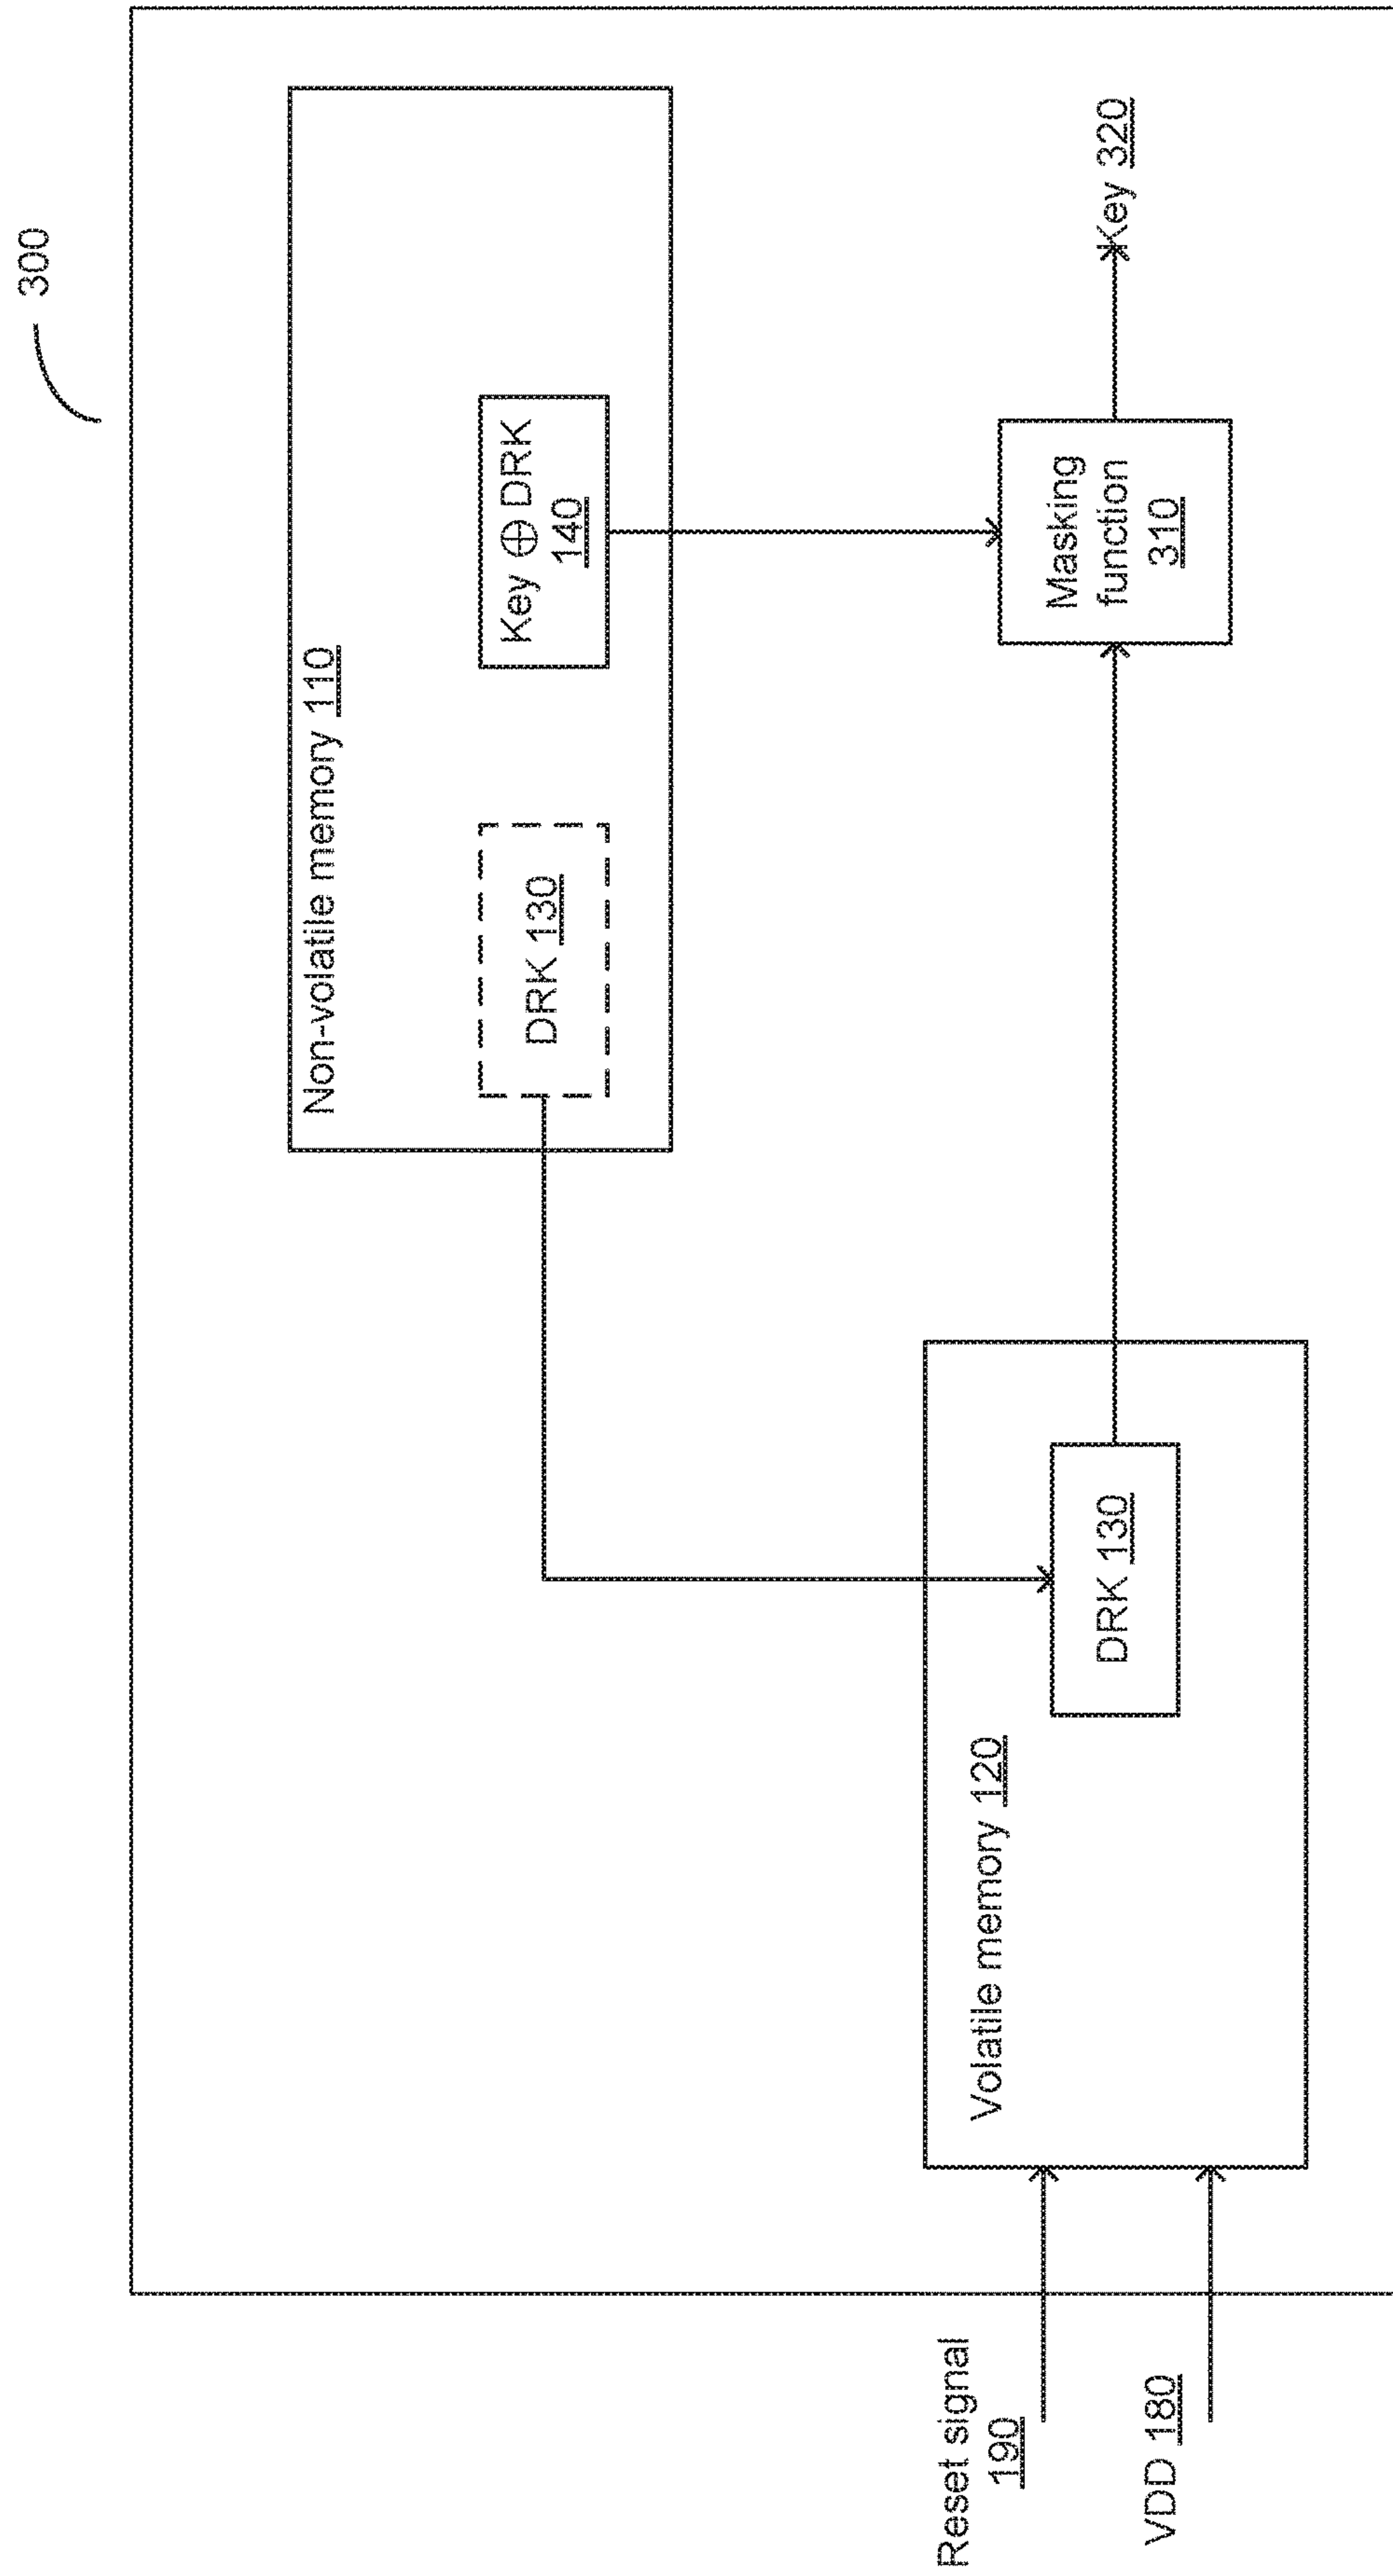 300
Non-volatile memory 110
DRK 130
Key ⊕ DRK
140
Volatile memory 120
DRK 130
Masking
function
310
Key 320
Reset signal
190
VDD 180